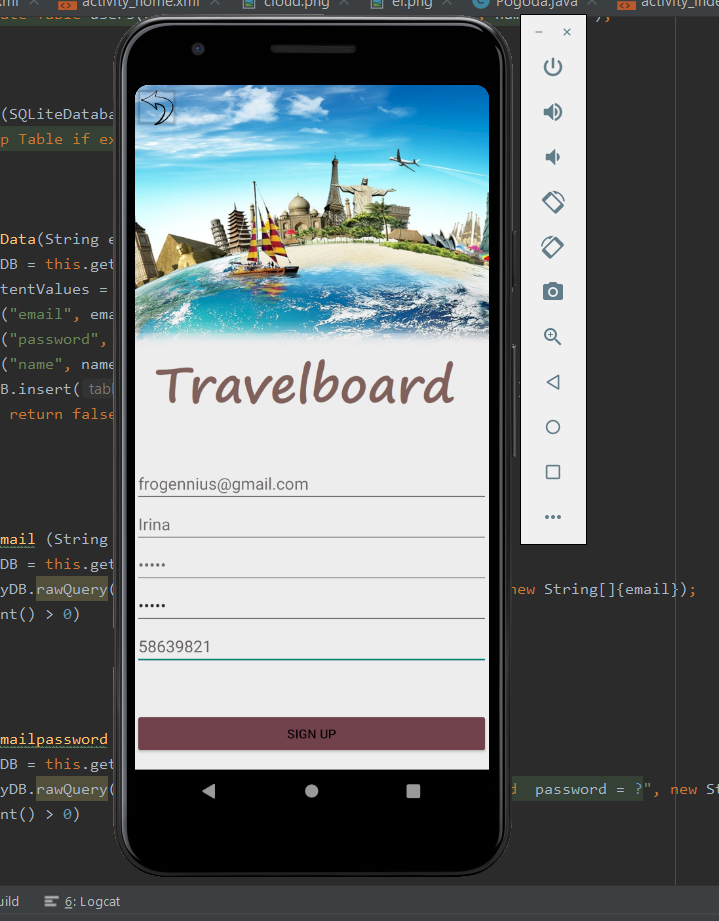 activity_home.xml
cloud.png
el.png
Pogoda.java
(SQLiteDataba
p Table if ex
Data(String e
DB = this.get
tentValues =
("email", ema
("password",
("name", name
B.insert( tabl
return false
mail (String
DB = this.get
yDB.rawQuery( new String[]{email});
nt() > 0)
mailpassword
DB = this.get
yDB.rawQuery( d password = ?", new St
nt() > 0)
Travelboard
frogennius@gmail.com
Irina
•••••
•••••
58639821
SIGN UP
uild
6: Logcat